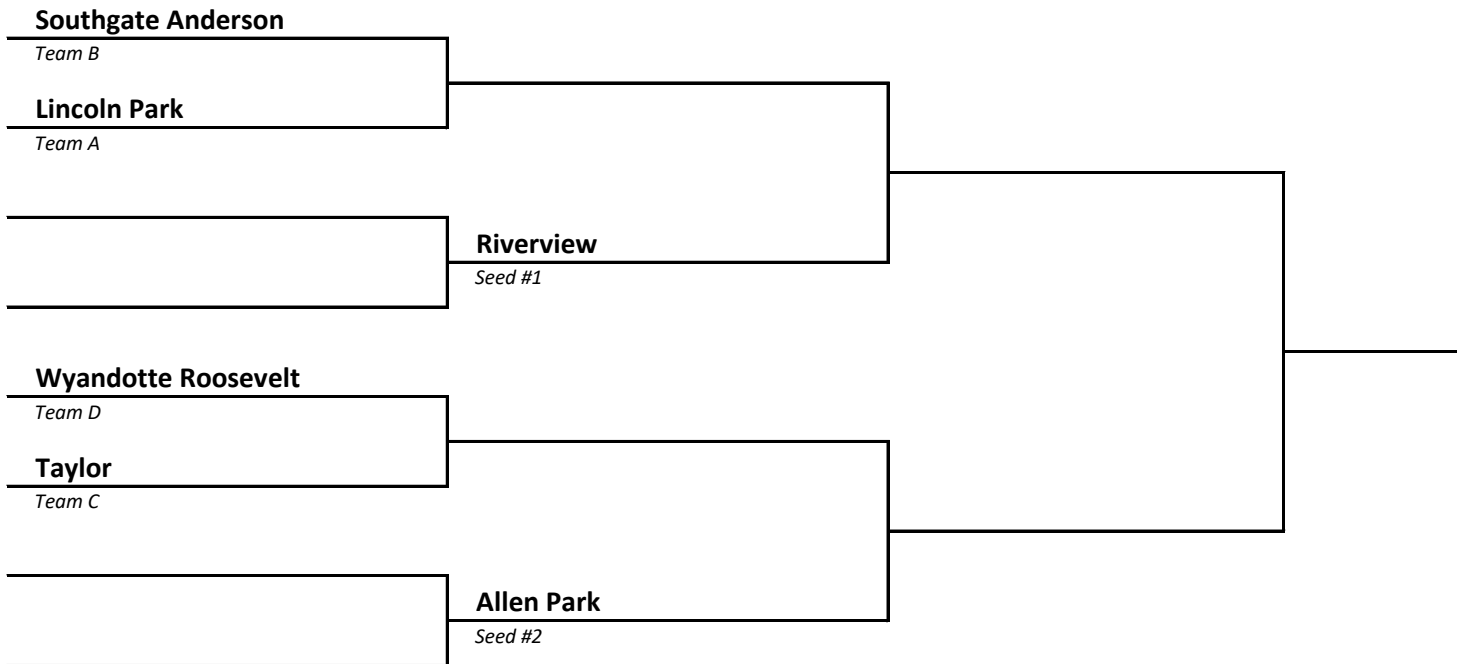 Southgate Anderson
Team B
Lincoln Park
Team A
Riverview
Seed #1
Wyandotte Roosevelt
Team D
Taylor
Team C
Allen Park
Seed #2